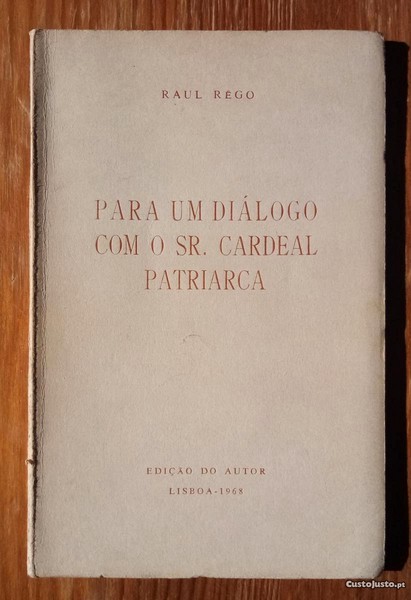 RAUL RÊGO
PARA UM DIÁLOGO
COM O SR. CARDEAL
PATRIARCA
EDIÇÃO DO AUTOR
LISBOA-1968
CustoJusto.pt